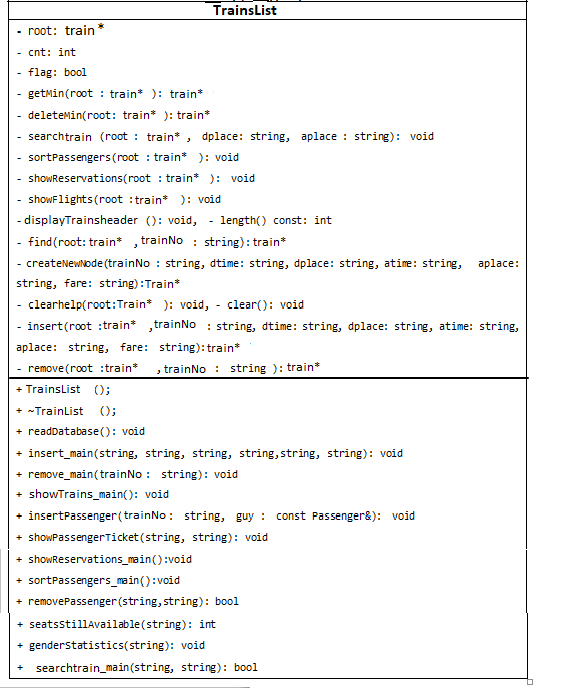 TrainsList
- root: train*
- cnt: int
- flag: bool
- getMin(root : train* ): train*
- deleteMin(root: train* ): train*
- searchtrain (root : train* , dplace: string, aplace : string): void
- sortPassengers(root : train* ): void
- showReservations(root : train* ): void
- showFlights(root :train* ): void
- displayTrainsheader (): void, - length() const: int
- find(root: train* ,trainNo : string): train*
- createNewNode(trainNo : string, dtime: string, dplace: string, atime: string, aplace:
string, fare: string):Train*
- clearhelp(root:Train* ): void, - clear(): void
- insert(root :train* ,trainNo : string, dtime: string, dplace: string, atime: string,
aplace: string, fare: string):train*
- remove(root :train* ,trainNo : string ): train*
+ TrainsList ();
+ ~TrainList ();
+ readDatabase(): void
+ insert_main(string, string, string, string,string, string): void
+ remove_main(trainNo : string): void
+ showTrains_main(): void
+ insertPassenger(trainNo : string, guy : const Passenger&): void
+ showPassengerTicket(string, string): void
+ showReservations_main():void
+ sortPassengers_main():void
+ removePassenger(string,string): bool
+ seatsStillAvailable(string): int
+ genderStatistics(string): void
+ searchtrain_main(string, string): bool